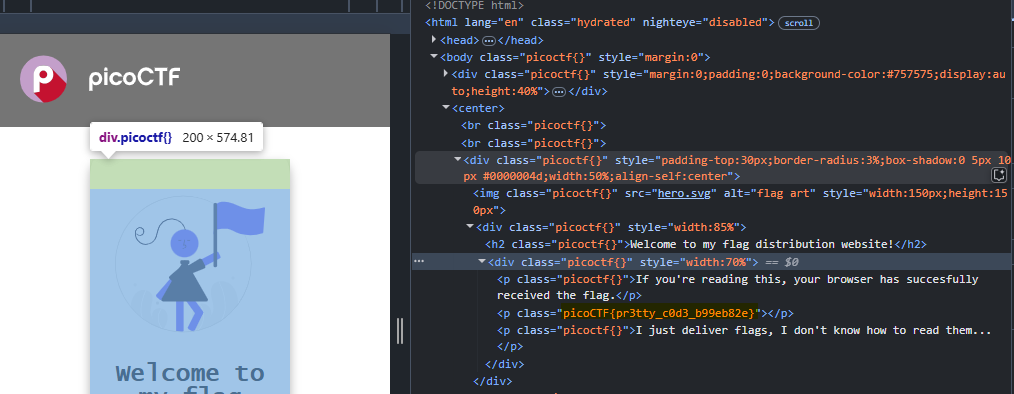 picoCTF
div.picoctf{} 200 × 574.81
Welcome to
my flag
<!DOCTYPE html>
<html lang="en" class="hydrated" nighteye="disabled"> scroll
<head> </head>
<body class="picoctf{}" style="margin:0">
<div class="picoctf{}" style="margin:0;padding:0;background-color:#757575;display:au
to;height:40%"> </div>
<center>
<br class="picoctf{}">
<br class="picoctf{}">
<div class="picoctf{}" style="padding-top:30px;border-radius:3%;box-shadow:0 5px 10
px #0000004d;width:50%;align-self:center">
<img class="picoctf{}" src="hero.svg" alt="flag art" style="width:150px;height:15
0px">
<div class="picoctf{}" style="width:85%">
<h2 class="picoctf{}">Welcome to my flag distribution website!</h2>
<div class="picoctf{}" style="width:70%"> == $0
<p class="picoctf{}">If you're reading this, your browser has succesfully
received the flag.</p>
<p class="picoCTF{pr3tty_c0d3_b99eb82e}"></p>
<p class="picoctf{}">I just deliver flags, I don't know how to read them...
</p>
</div>
</div>